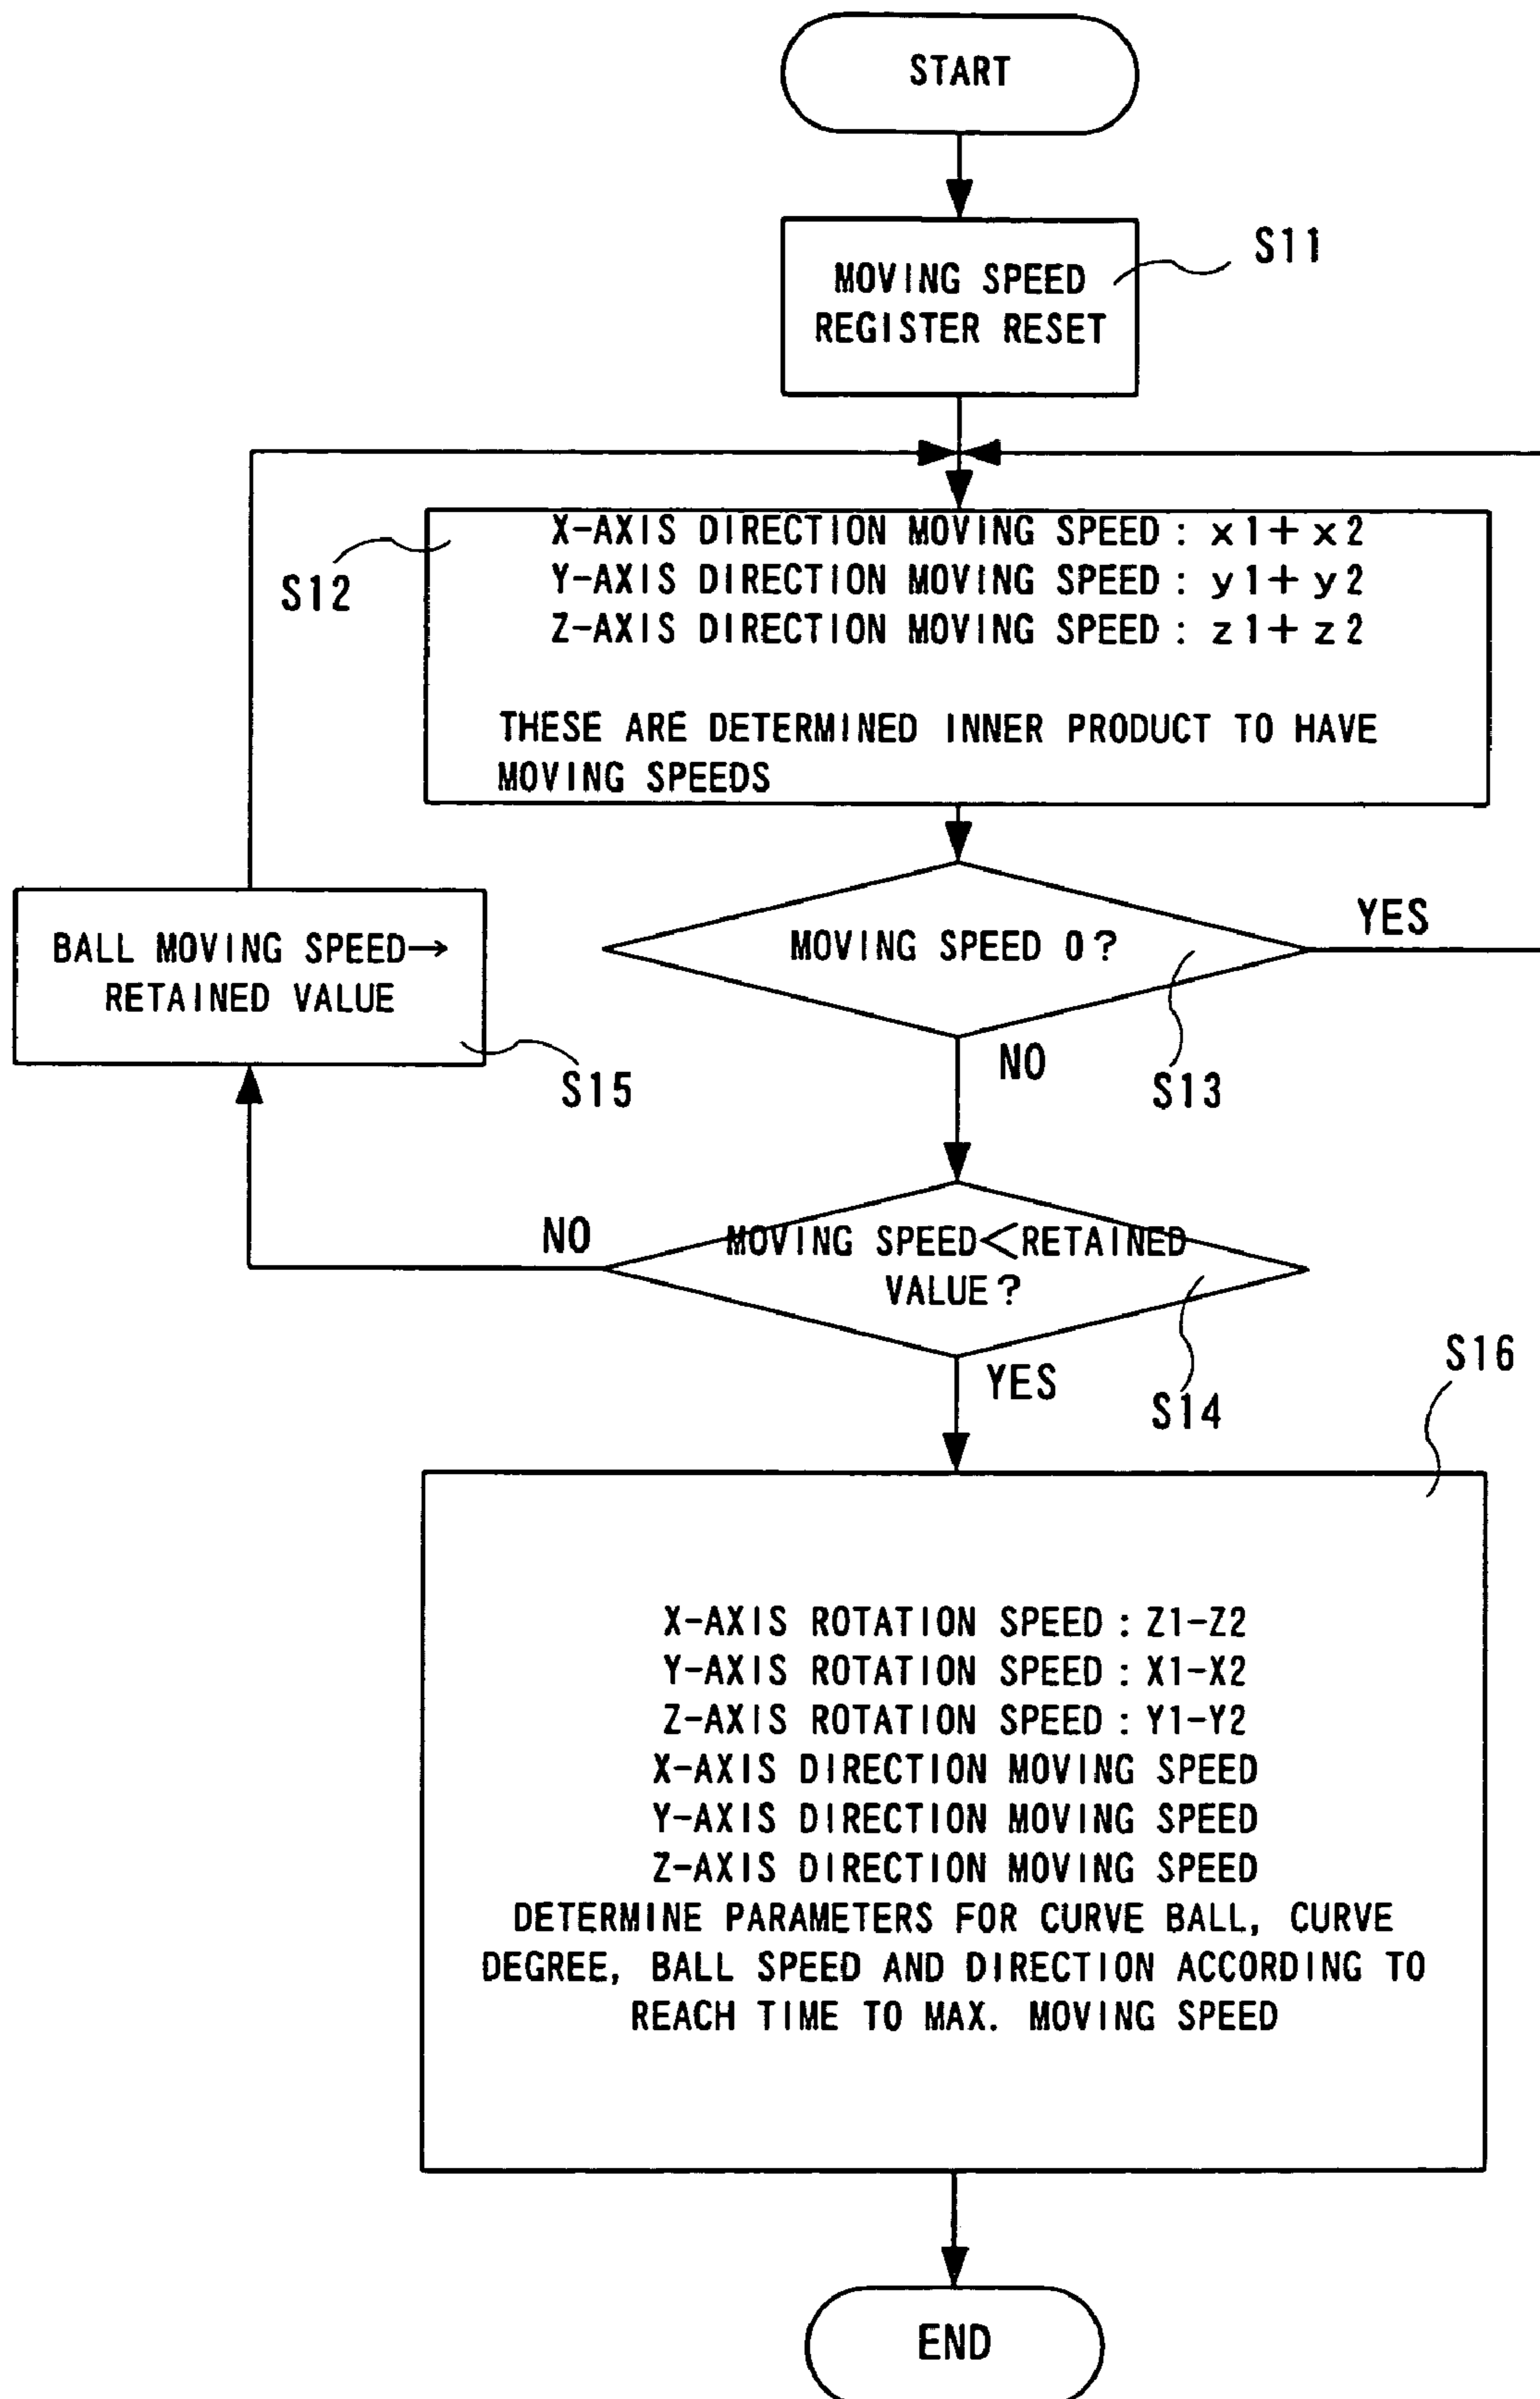 START
MOVING SPEED
REGISTER RESET
S11
X-AXIS DIRECTION MOVING SPEED : x1+x2
Y-AXIS DIRECTION MOVING SPEED : y1+y2
Z-AXIS DIRECTION MOVING SPEED : z1+z2
THESE ARE DETERMINED INNER PRODUCT TO HAVE
MOVING SPEEDS
S12
MOVING SPEED 0?
YES
NO
S13
BALL MOVING SPEED→
RETAINED VALUE
S15
MOVING SPEED<RETAINED
VALUE?
NO
YES
S14
S16
X-AXIS ROTATION SPEED : Z1-Z2
Y-AXIS ROTATION SPEED : X1-X2
Z-AXIS ROTATION SPEED : Y1-Y2
X-AXIS DIRECTION MOVING SPEED
Y-AXIS DIRECTION MOVING SPEED
Z-AXIS DIRECTION MOVING SPEED
DETERMINE PARAMETERS FOR CURVE BALL, CURVE
DEGREE, BALL SPEED AND DIRECTION ACCORDING TO
REACH TIME TO MAX. MOVING SPEED
END